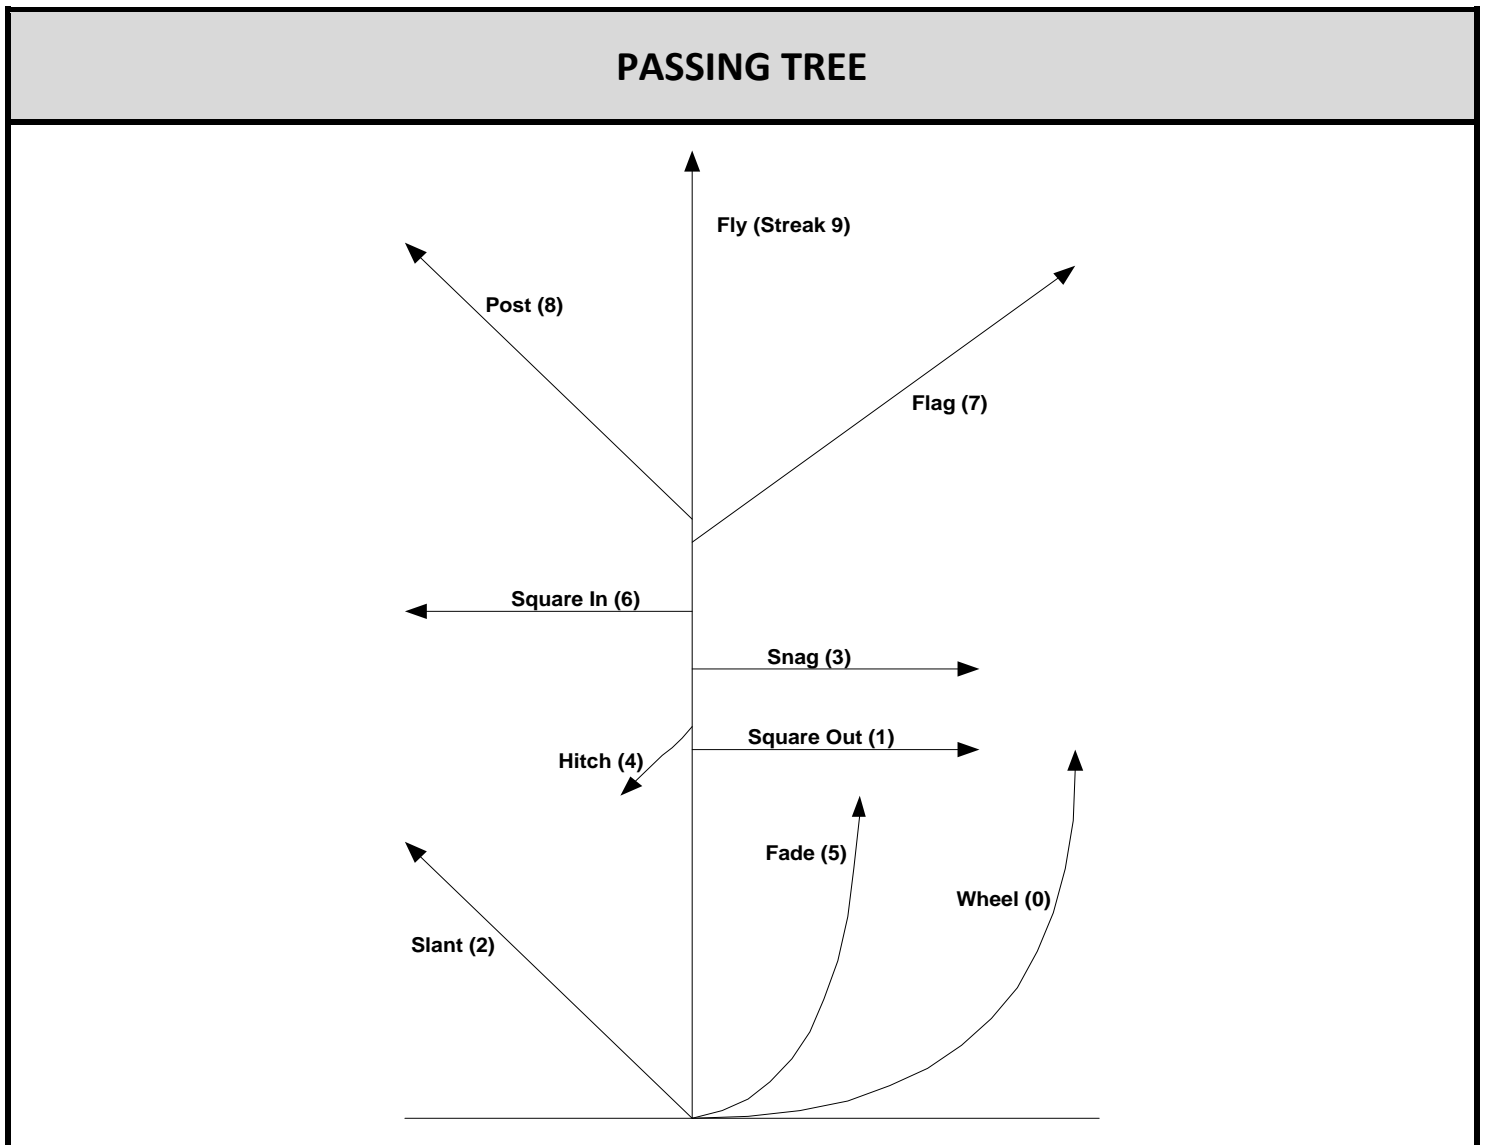 PASSING TREE
Fly (Streak 9)
Post (8)
Flag (7)
Square In (6)
Snag (3)
Square Out (1)
Hitch (4)
Fade (5)
Wheel (0)
Slant (2)